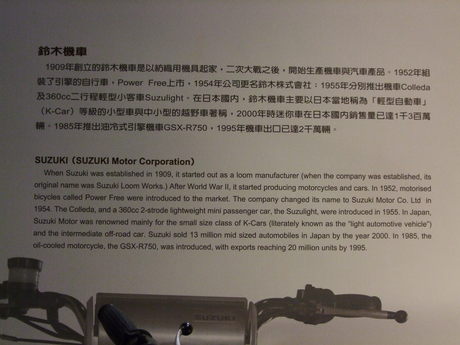 鈴木機車
1909年創立的鈴木機車是以紡織用機具起家，二次大戰之後，開始生產機車與汽車產品。1952年組
裝了引擎的自行車，Power Free上市，1954年公司更名鈴木株式會社；1955年分別推出機車Colleda
及360cc二行程輕型小客車Suzulight。在日本國內，鈴木機車主要以日本當地稱為「輕型自動車」
（K-Car）等級的小型車與中小型的越野車著稱，2000年時迷你車在日本國內銷售量已達1千3百萬
輛。1985年推出油冷式引擎機車GSX-R750，1995年機車出口已達2千萬輛。
SUZUKI（SUZUKI Motor Corporation）
When Suzuki was established in 1909, it started out as a loom manufacturer (when the company was established, its
original name was Suzuki Loom Works.) After World War II, it started producing motorcycles and cars. In 1952, motorised
bicycles called Power Free were introduced to the market. The company changed its name to Suzuki Motor Co. Ltd in
1954. The Colleda, and a 360cc 2-strode lightweight mini passenger car, the Suzulight, were introduced in 1955. In Japan,
Suzuki Motor was renowned mainly for the small size class of K-Cars (literately known as the "light automotive vehicle")
and the intermediate off-road car. Suzuki sold 13 million mid sized automobiles in Japan by the year 2000. In 1985, the
oil-cooled motorcycle, the GSX-R750, was introduced, with exports reaching 20 million units by 1995.
SUZUKI